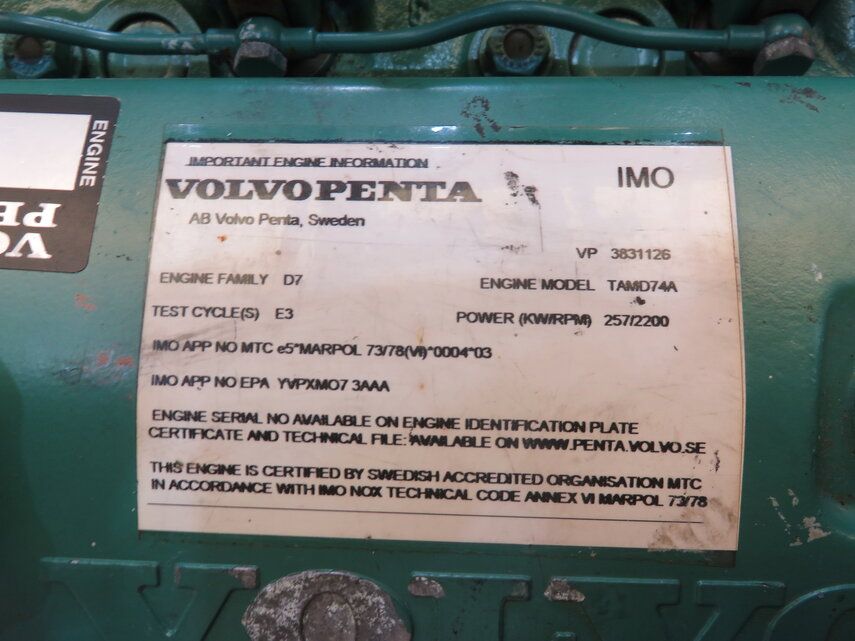 ENGINE
IMPORTANT ENGINE INFORMATION
VOLVO PENTA
IMO
AB Volvo Penta, Sweden
VP 3831126
ENGINE FAMILY D7
ENGINE MODEL TAMD74A
TEST CYCLE(S) E3
POWER (KW/RPM) 257/2200
IMO APP NO MTC e5*MARPOL 73/78(VI)*0004*03
IMO APP NO EPA YVPXM07 3AAA
ENGINE SERIAL NO AVAILABLE ON ENGINE IDENTIFICATION PLATE
CERTIFICATE AND TECHNICAL FILE: AVAILABLE ON WWW.PENTA.VOLVO.SE
THIS ENGINE IS CERTIFIED BY SWEDISH ACCREDITED ORGANISATION MTC
IN ACCORDANCE WITH IMO NOX TECHNICAL CODE ANNEX VI MARPOL 73/78
VOLVO